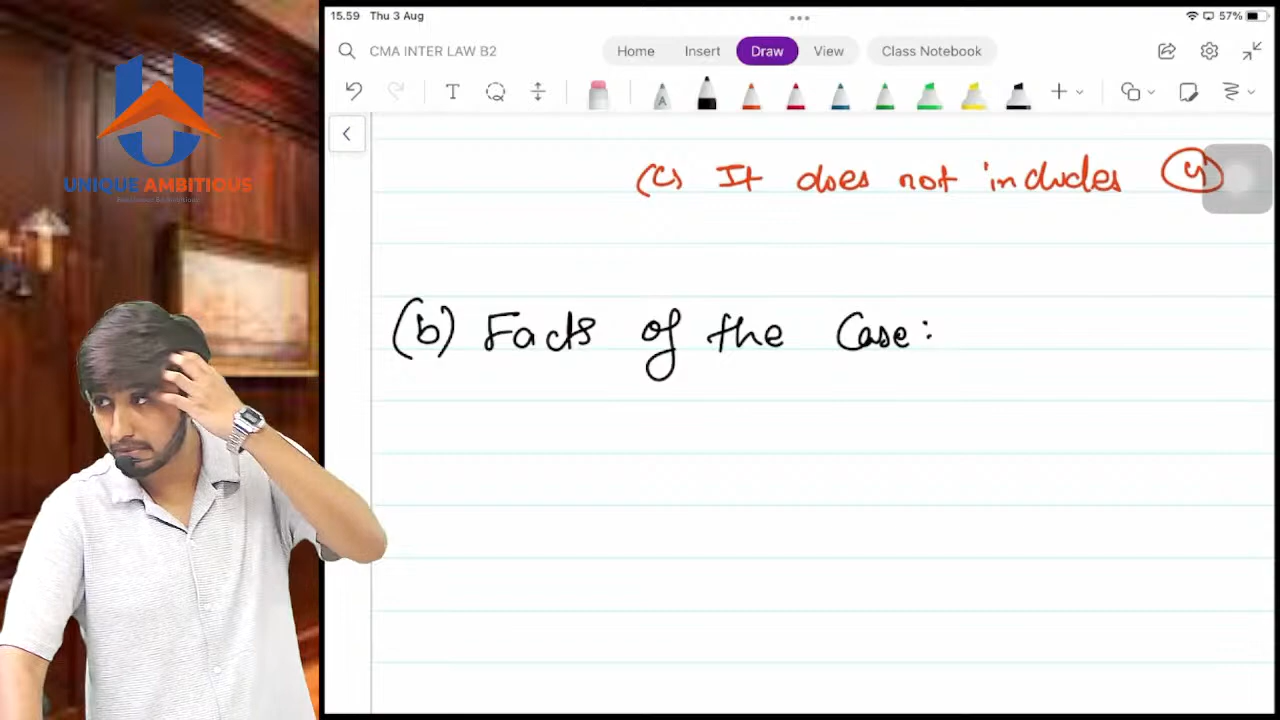 15.59 Thu 3 Aug
57%
CMA INTER LAW B2
Home Insert Draw View Class Notebook
T
A
UNIQUE AMBITIOUS
(c) It does not includes
(b) Facts of the Case: